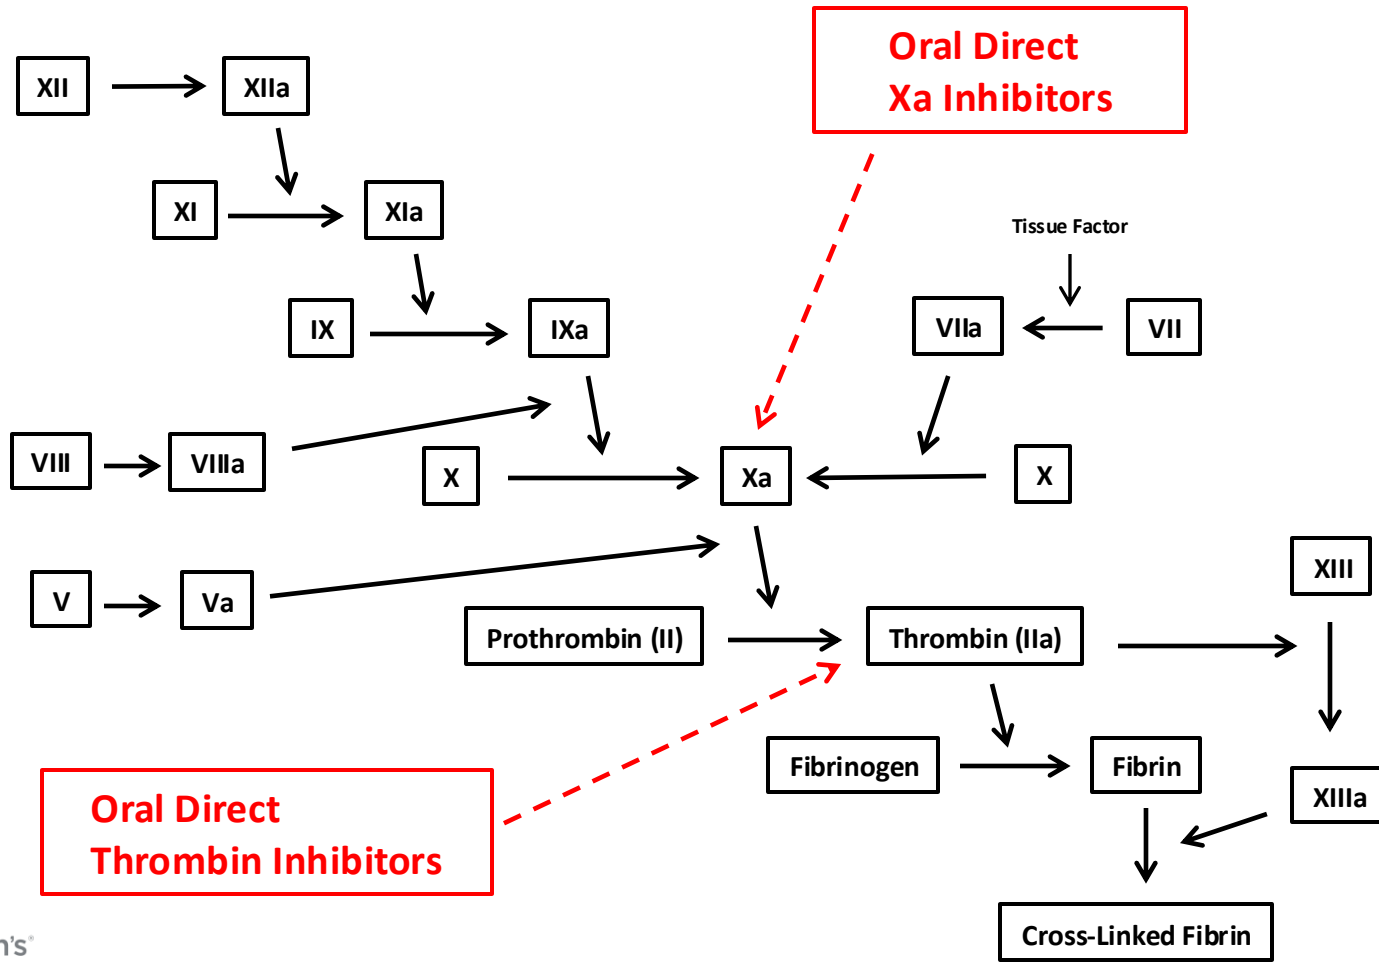 Oral Direct
Xa Inhibitors
XII
XIIa
XI
XIa
Tissue Factor
IX
IXa
VIIa
VII
VIII
VIIIa
X
Xa
X
V
Va
XIII
Prothrombin (II)
Thrombin (IIa)
Fibrinogen
Fibrin
XIIIa
Oral Direct
Thrombin Inhibitors
Cross-Linked Fibrin
n's®